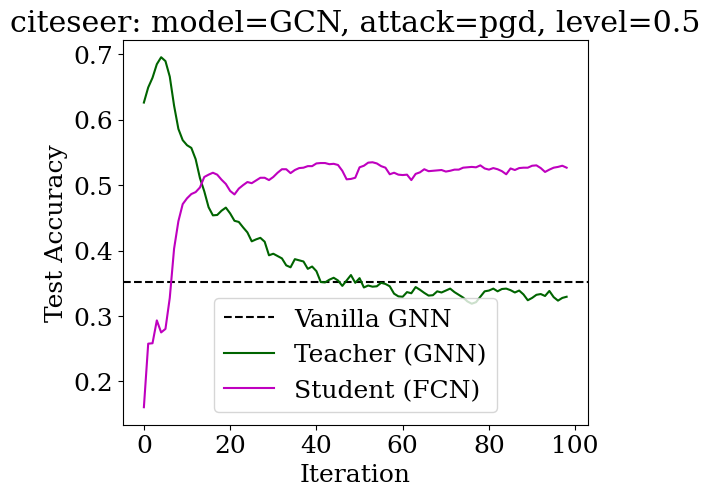 citeseer: model=GCN, attack=pgd, level=0.5
Test Accuracy
0.7
0.6
0.5
0.4
0.3
0.2
Vanilla GNN
Teacher (GNN)
Student (FCN)
0 20 40 60 80 100
Iteration